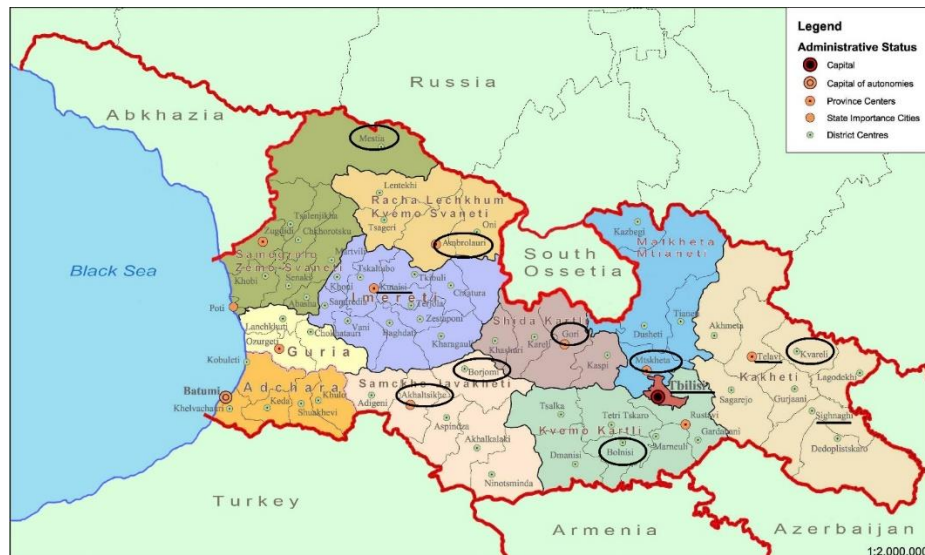 Legend
Administrative Status
Capital
Capital of autonomies
Province Centers
State Importance Cities
District Centres
Russia
Abkhazia
Mestia
Lentekhi
Racha Lechkhum
Kvemo Svaneti
Tsageri
Oni
Ambrolauri
Kazbegi
Mtskheta
Mtianeti
South
Ossetia
Black Sea
Tsalenjikha
Zugdidi
Chkhorotsku
Samegrelo
Zemo Svaneti
Martvili
Khobi
Senaki
Abasha
Poti
Tskaltubo
Tkibuli
Khoni
Kutaisi
Chiatura
Imereti
Samtredia
Terjola
Zestaponi
Vani
Baghdati
Kharagauli
Lanchkhuti
Chokhatauri
Ozurgeti
Guria
Kobuleti
Batumi
Adchara
Khelvachauri
Keda
Khulo
Shuakhevi
Shida Kartli
Gori
Khashuri
Kareli
Kaspi
Dusheti
Tianeti
Mtskheta
Tbilisi
Akhmeta
Telavi
Kvareli
Kakheti
Lagodekhi
Sagarejo
Gurjaani
Sighnaghi
Dedoplistskaro
Borjomi
Samckhe Javakheti
Adigeni
Akhaltsikhe
Aspindza
Akhalkalaki
Ninotsminda
Tsalka
Tetri Tskaro
Rustavi
Gardabani
Kvemo Kartli
Marneuli
Bolnisi
Dmanisi
Turkey
Armenia
Azerbaijan
1:2,000,000